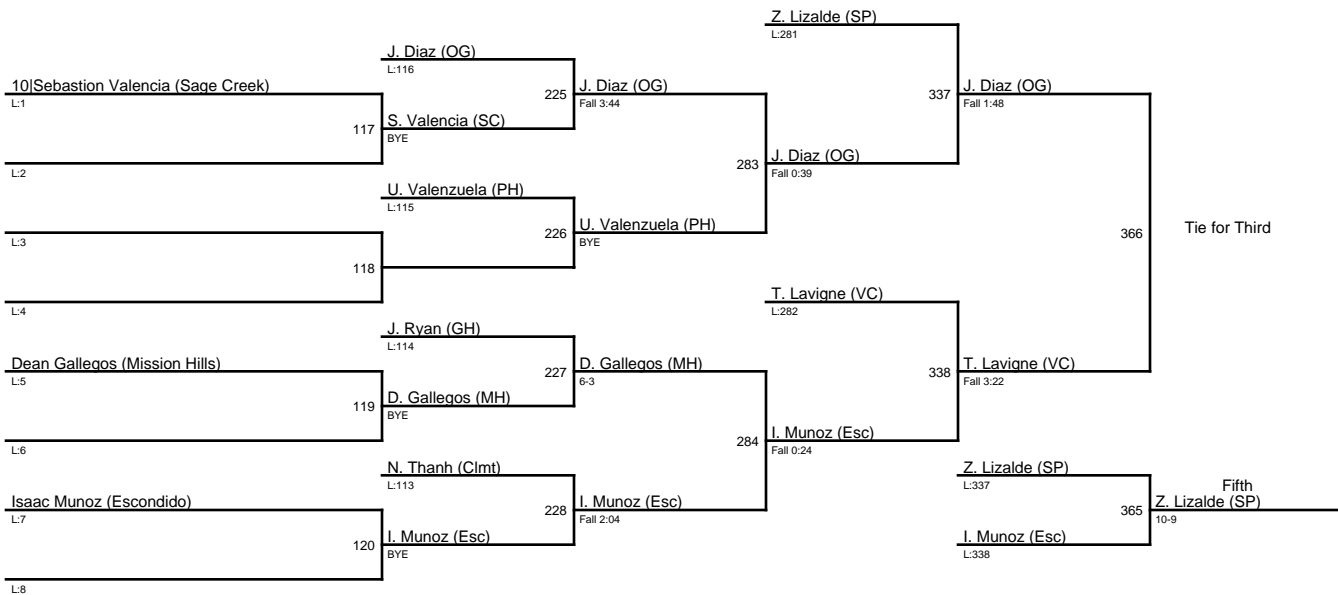 Z. Lizalde (SP)
L:281
J. Diaz (OG)
L:116
10|Sebastion Valencia (Sage Creek)
L:1
225
J. Diaz (OG)
Fall 3:44
337
J. Diaz (OG)
Fall 1:48
117
S. Valencia (SC)
BYE
L:2
283
J. Diaz (OG)
Fall 0:39
U. Valenzuela (PH)
L:115
L:3
226
U. Valenzuela (PH)
BYE
366
Tie for Third
118
L:4
T. Lavigne (VC)
L:282
J. Ryan (GH)
L:114
Dean Gallegos (Mission Hills)
L:5
227
D. Gallegos (MH)
6-3
338
T. Lavigne (VC)
Fall 3:22
119
D. Gallegos (MH)
BYE
L:6
284
I. Munoz (Esc)
Fall 0:24
N. Thanh (Clmt)
L:113
Z. Lizalde (SP)
L:337
Isaac Munoz (Escondido)
L:7
228
I. Munoz (Esc)
Fall 2:04
365
Fifth
Z. Lizalde (SP)
10-9
120
I. Munoz (Esc)
BYE
I. Munoz (Esc)
L:338
L:8